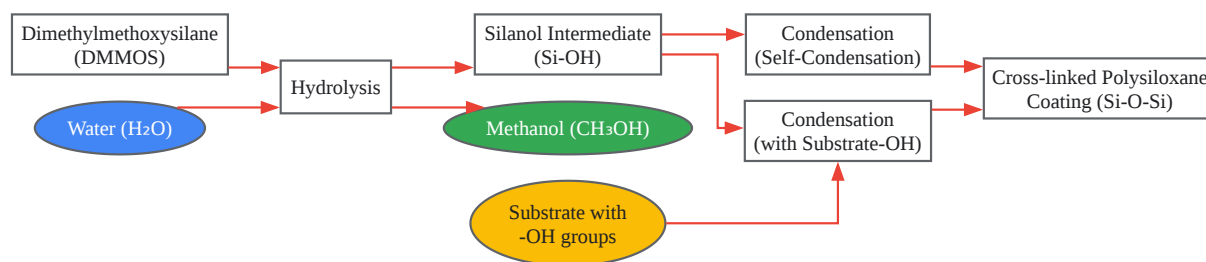 Dimethylmethoxysilane
(DMMOS)
Water (H₂O)
Hydrolysis
Silanol Intermediate
(Si-OH)
Methanol (CH₃OH)
Substrate with
-OH groups
Condensation
(Self-Condensation)
Condensation
(with Substrate-OH)
Cross-linked Polysiloxane
Coating (Si-O-Si)